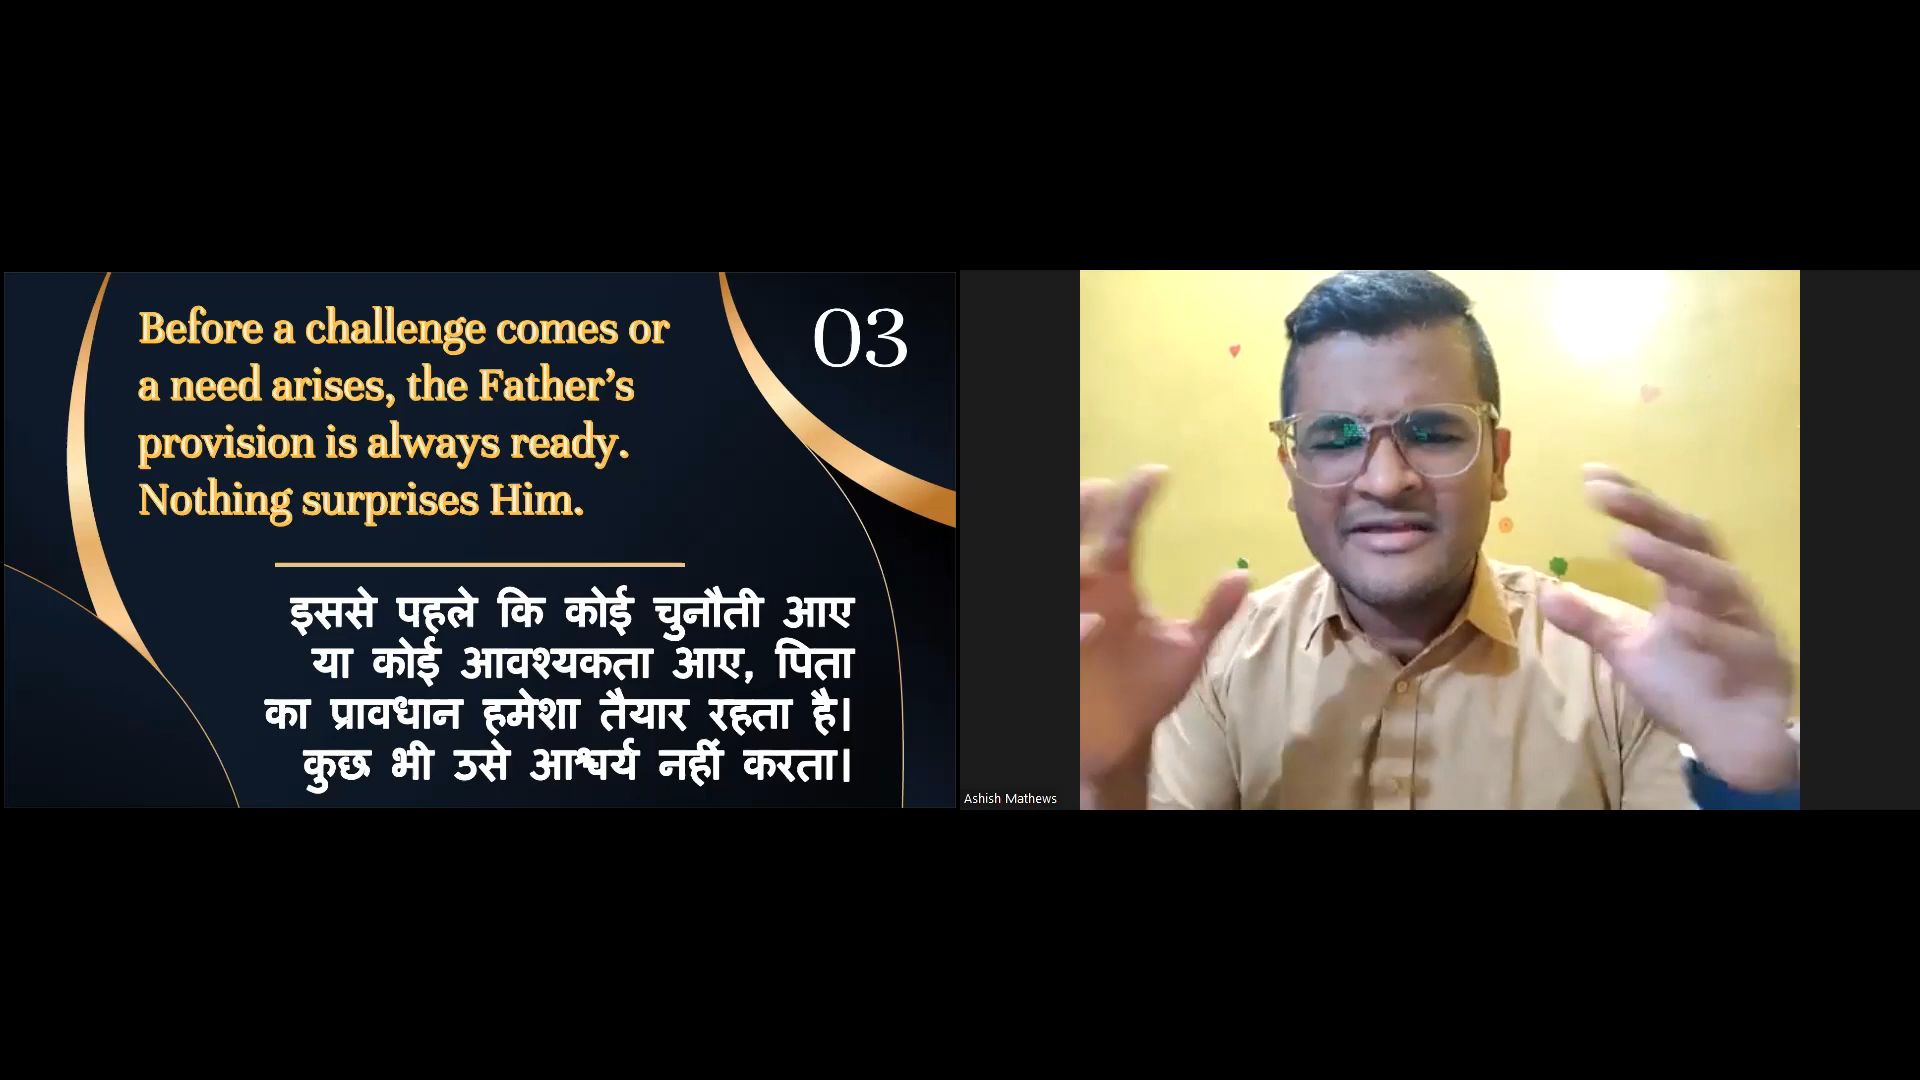 Before a challenge comes or
a need arises, the Father’s
provision is always ready.
Nothing surprises Him.
03
इससे पहले कि कोई चुनौती आए
या कोई आवश्यकता आए, पिता
का प्रावधान हमेशा तैयार रहता है।
कुछ भी उसे आश्चर्य नहीं करता।
Ashish Mathews